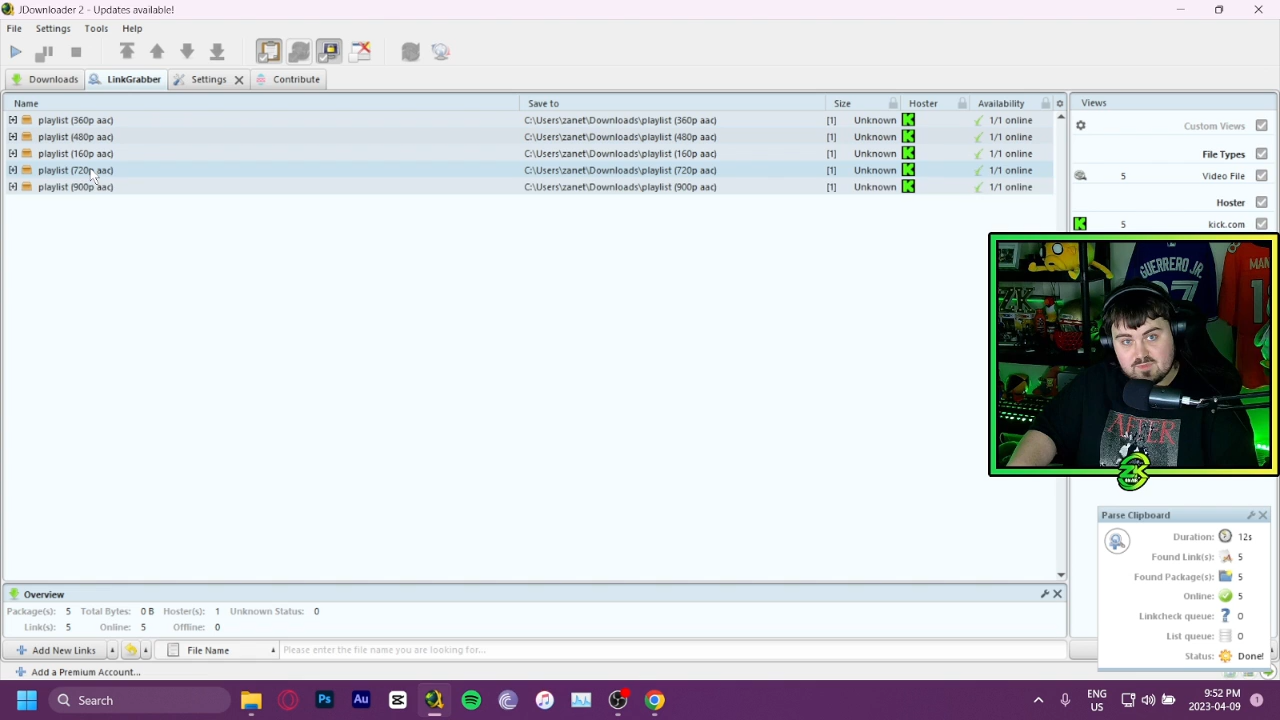 JDownloader 2 - Updates available!
File Settings Tools Help
Downloads LinkGrabber Settings Contribute
Name Save to Size Hoster Availability Views
playlist (360p aac) C:\Users\zanet\Downloads\playlist (360p aac) [1] Unknown 1/1 online
playlist (480p aac) C:\Users\zanet\Downloads\playlist (480p aac) [1] Unknown 1/1 online
playlist (160p aac) C:\Users\zanet\Downloads\playlist (160p aac) [1] Unknown 1/1 online
playlist (720p aac) C:\Users\zanet\Downloads\playlist (720p aac) [1] Unknown 1/1 online
playlist (900p aac) C:\Users\zanet\Downloads\playlist (900p aac) [1] Unknown 1/1 online
Custom Views
File Types
5 Video File
Hoster
K 5 kick.com
GUERRERO JR.
MAN
ZK
Parse Clipboard
Duration: 12s
Found Link(s): 5
Found Package(s): 5
Online: 5
Linkcheck queue: 0
List queue: 0
Status: Done!
Overview
Package(s): 5 Total Bytes: 0 B Hoster(s): 1 Unknown Status: 0
Link(s): 5 Online: 5 Offline: 0
Add New Links File Name Please enter the file name you are looking for...
Add a Premium Account...
Search Ps Au ENG US 9:52 PM 2023-04-09 1